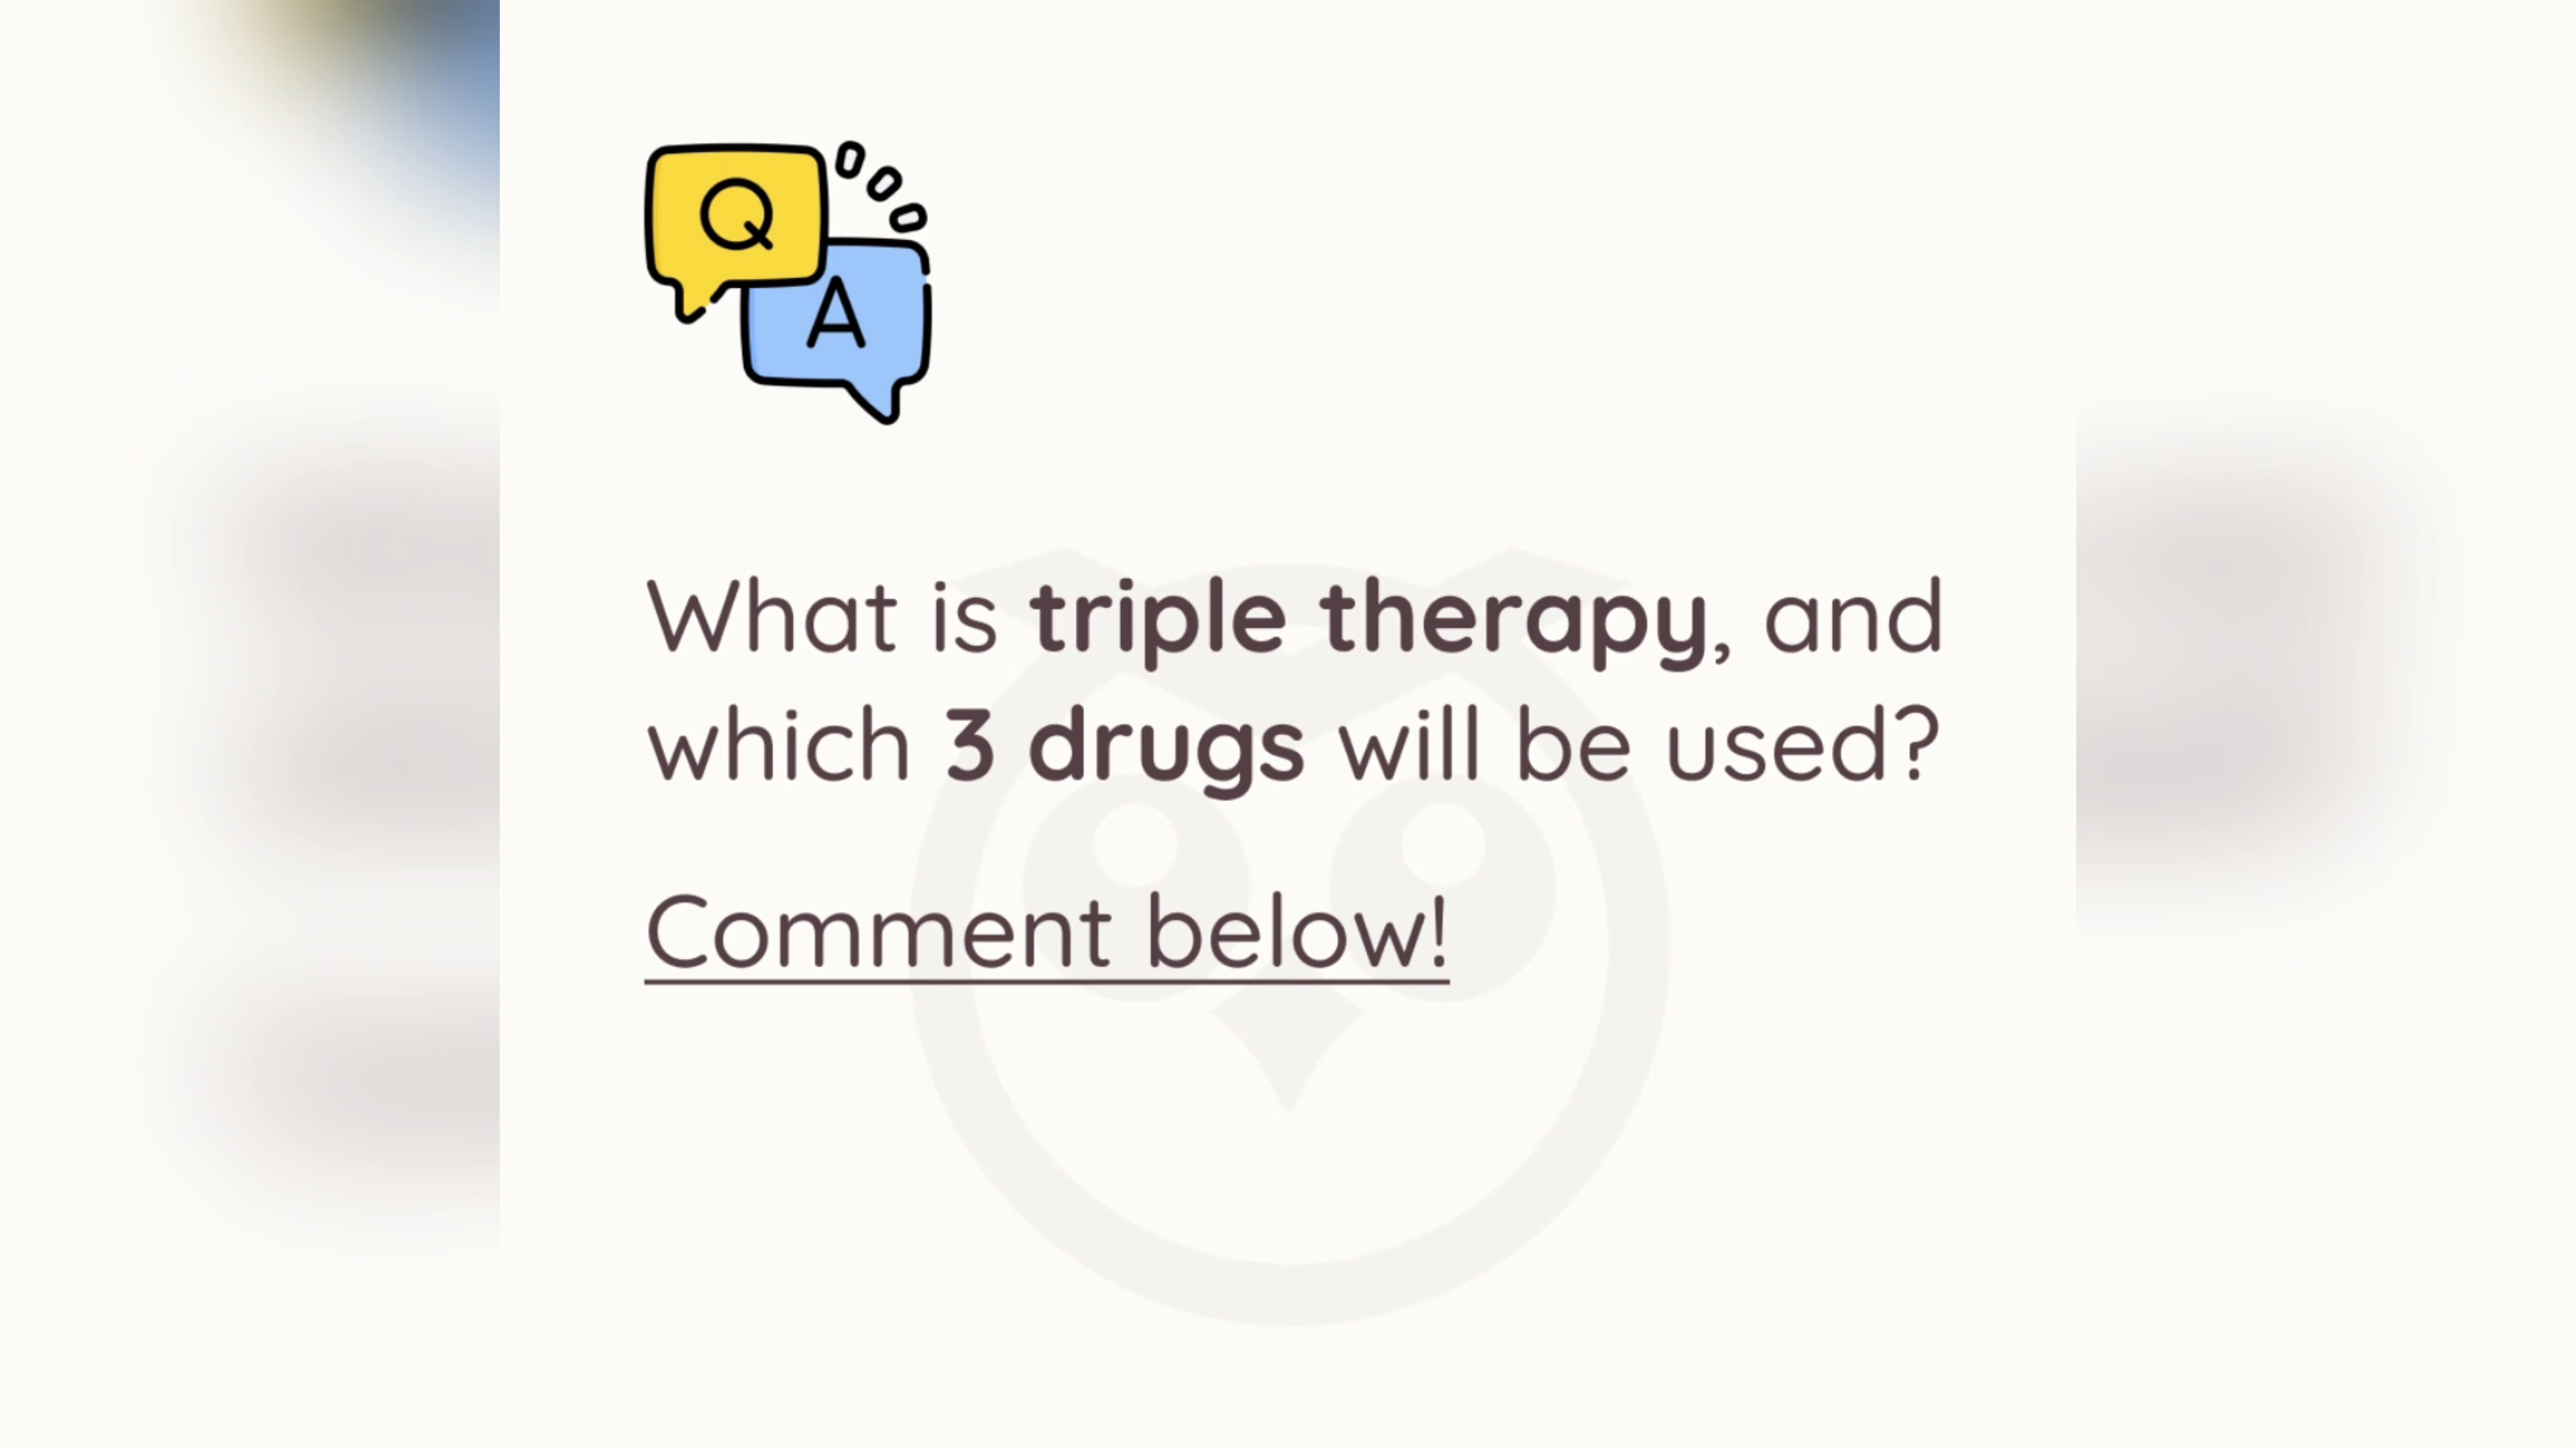 Q
A
What is triple therapy, and
which 3 drugs will be used?
Comment below!